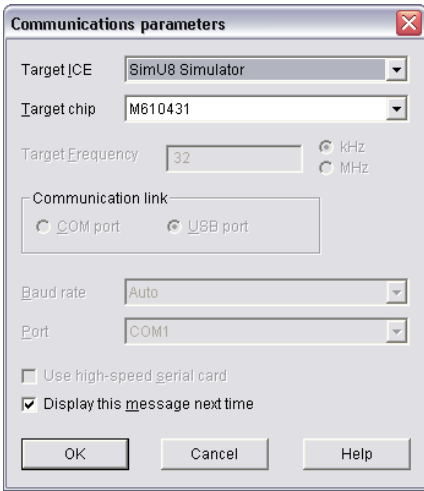 Communications parameters
Target ICE SimU8 Simulator
Target chip M610431
Target Frequency 32 kHz
MHz
Communication link
COM port USB port
Baud rate Auto
Port COM1
Use high-speed serial card
Display this message next time
OK Cancel Help